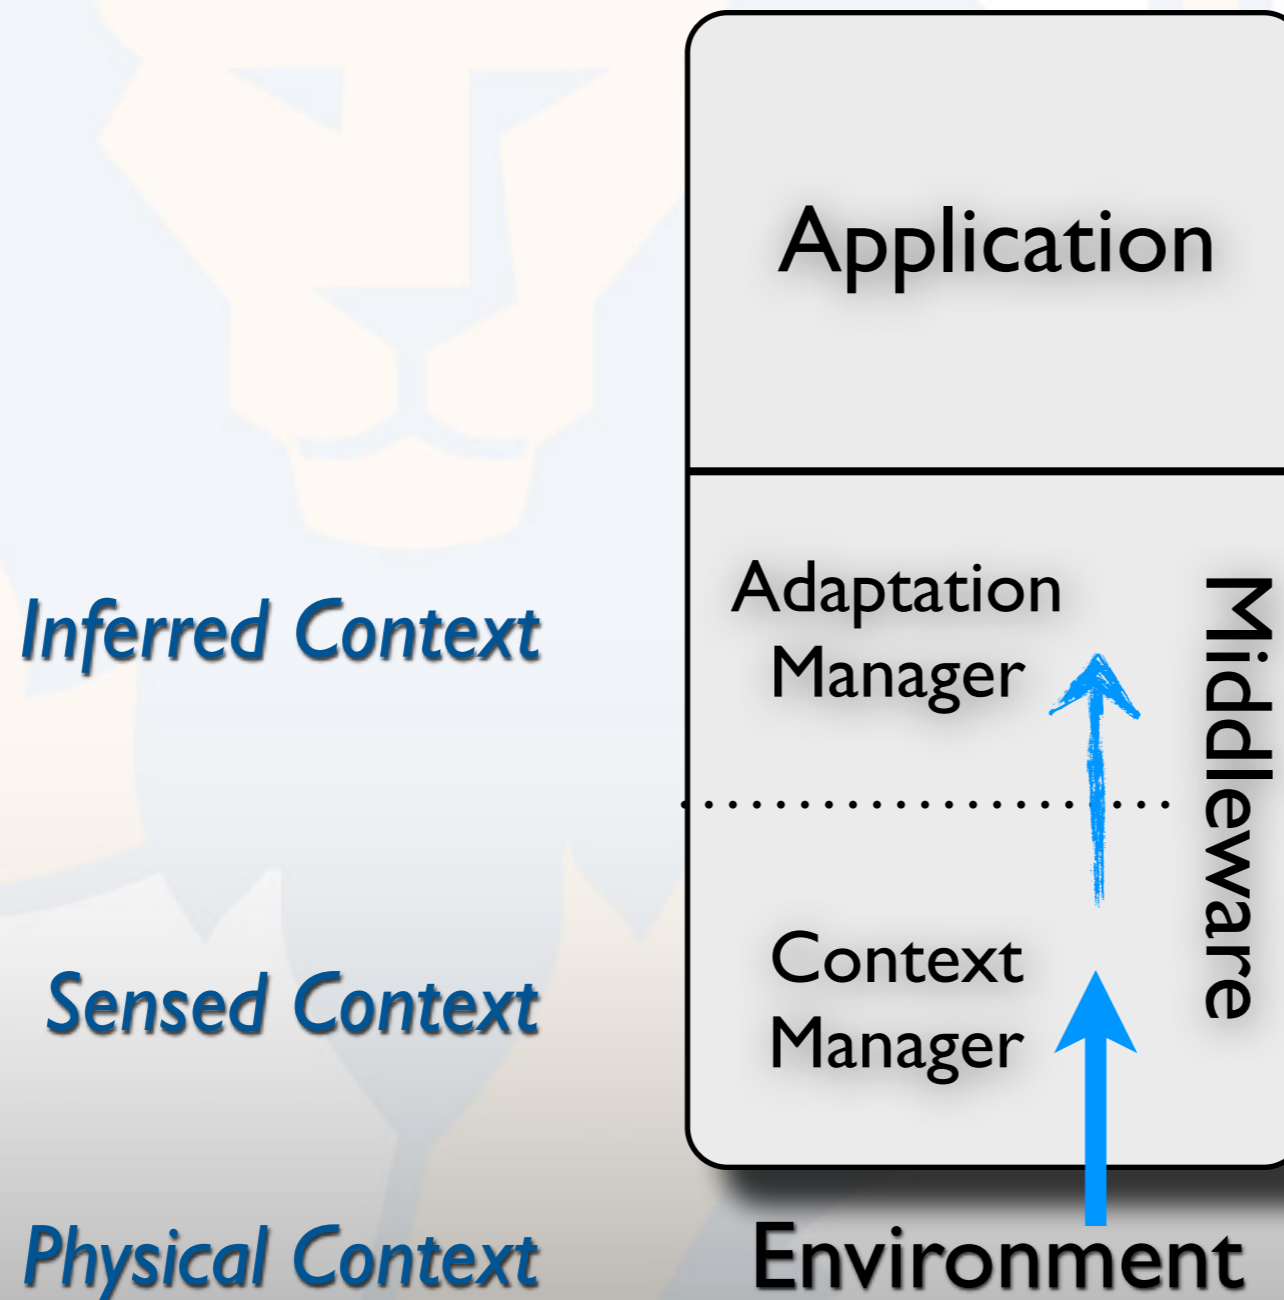 Application
Inferred Context
Adaptation
Manager
Middleware
Sensed Context
Context
Manager
Physical Context
Environment